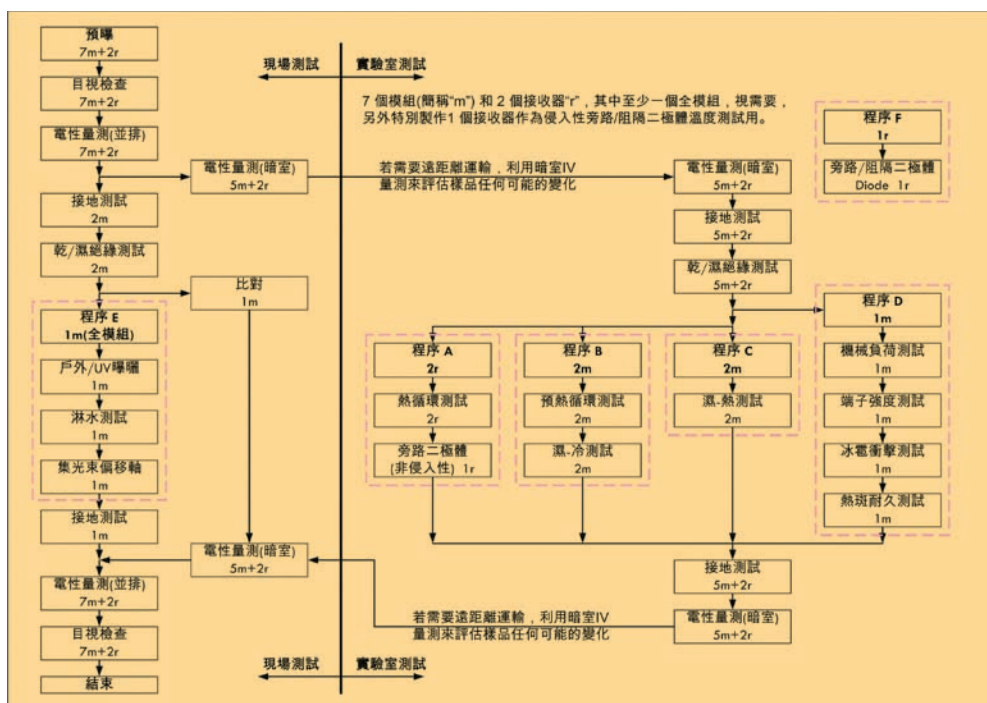 預曝
7m+2r
目視檢查
7m+2r
電性量測(並排)
7m+2r
接地測試
2m
乾/濕絕緣測試
2m
程序 E
1m(全模組)
戶外/UV曝曬
1m
淋水測試
1m
集光束偏移軸
1m
接地測試
1m
電性量測(並排)
7m+2r
目視檢查
7m+2r
結束
電性量測(暗室)
5m+2r
比對
1m
電性量測(暗室)
5m+2r
現場測試
實驗室測試
7 個模組(簡稱“m”) 和 2 個接收器“r”，其中至少一個全模組，視需要，
另外特別製作1 個接收器作為侵入性旁路/阻隔二極體溫度測試用。
若需要遠距離運輸，利用暗室IV
量測來評估樣品任何可能的變化
電性量測(暗室)
5m+2r
接地測試
5m+2r
乾/濕絕緣測試
5m+2r
程序 F
1r
旁路/阻隔二極體
Diode 1r
程序 A
2r
熱循環測試
2r
旁路二極體
(非侵入性) 1r
程序 B
2m
預熱循環測試
2m
濕-冷測試
2m
程序 C
2m
濕-熱測試
2m
程序 D
1m
機械負荷測試
1m
端子強度測試
1m
冰雹衝擊測試
1m
熱斑耐久測試
1m
接地測試
5m+2r
電性量測(暗室)
5m+2r
若需要遠距離運輸，利用暗室IV
量測來評估樣品任何可能的變化
現場測試
實驗室測試